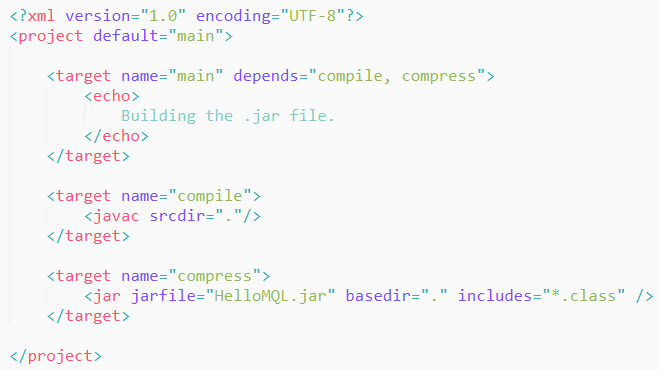 <?xml version="1.0" encoding="UTF-8"?>
<project default="main">
<target name="main" depends="compile, compress">
<echo>
Building the .jar file.
</echo>
</target>
<target name="compile">
<javac srcdir="."/>
</target>
<target name="compress">
<jar jarfile="HelloMQL.jar" basedir="." includes="*.class" />
</target>
</project>